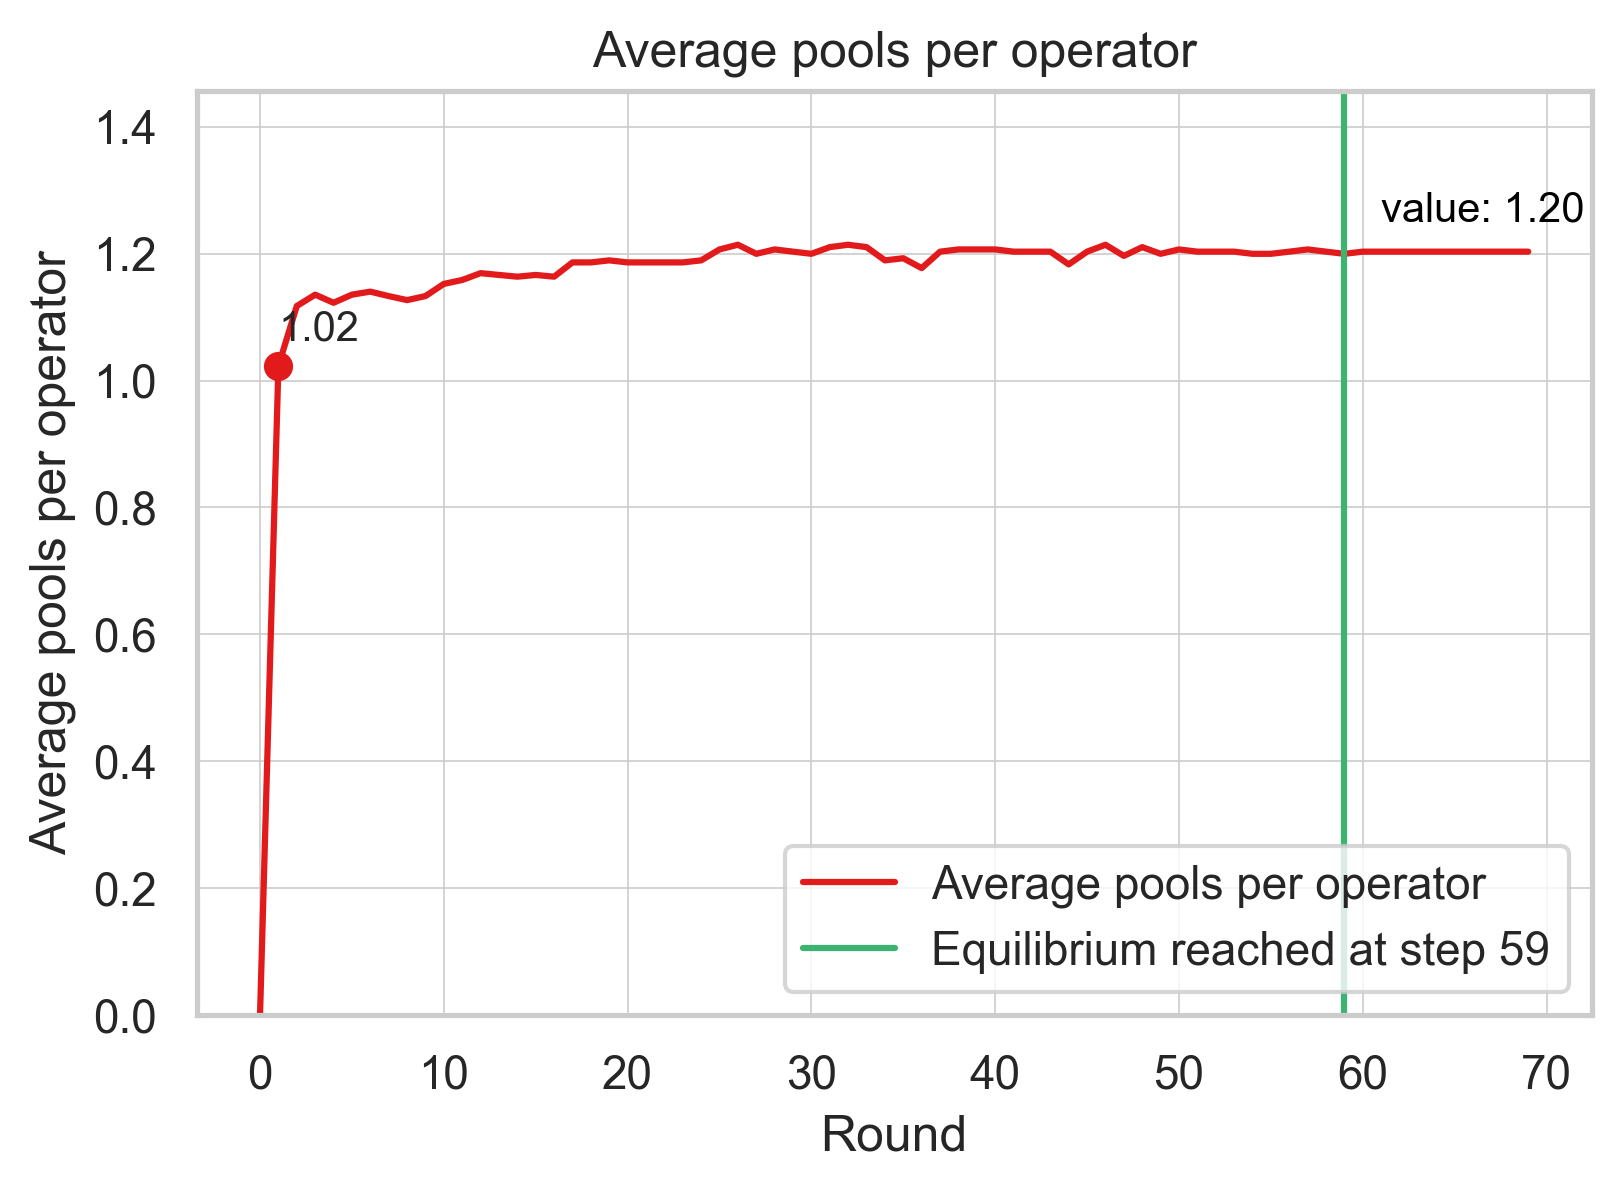 Average pools per operator
1.4
value: 1.20
1.2
1.02
1.0
0.8
0.6
0.4
0.2
0.0
Average pools per operator
Average pools per operator
Equilibrium reached at step 59
0 10 20 30 40 50 60 70
Round